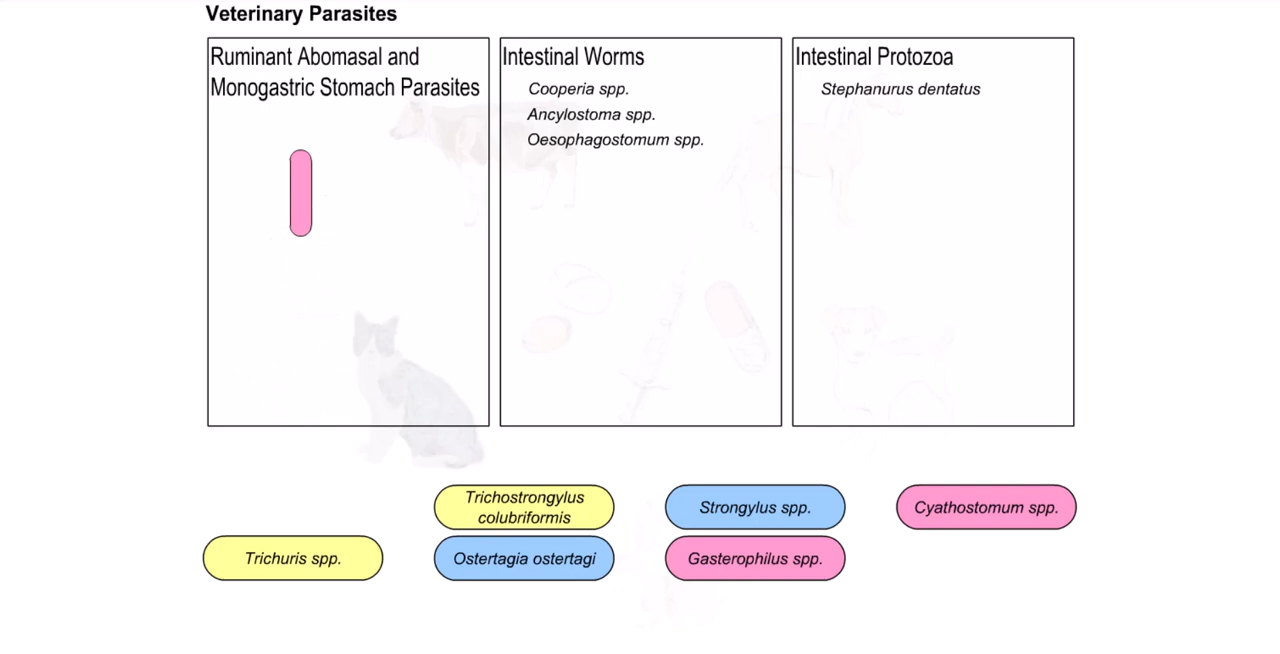 Veterinary Parasites
Ruminant Abomasal and
Monogastric Stomach Parasites
Intestinal Worms
Cooperia spp.
Ancylostoma spp.
Oesophagostomum spp.
Intestinal Protozoa
Stephanurus dentatus
Trichostrongylus
colubriformis
Strongylus spp.
Cyathostomum spp.
Trichuris spp.
Ostertagia ostertagi
Gasterophilus spp.